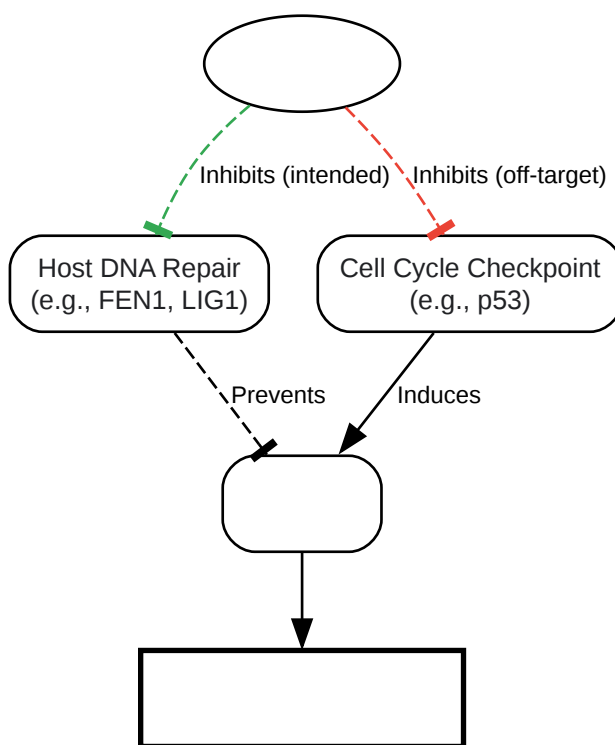 Inhibits (intended)
Inhibits (off-target)
Host DNA Repair
(e.g., FEN1, LIG1)
Cell Cycle Checkpoint
(e.g., p53)
Prevents
Induces